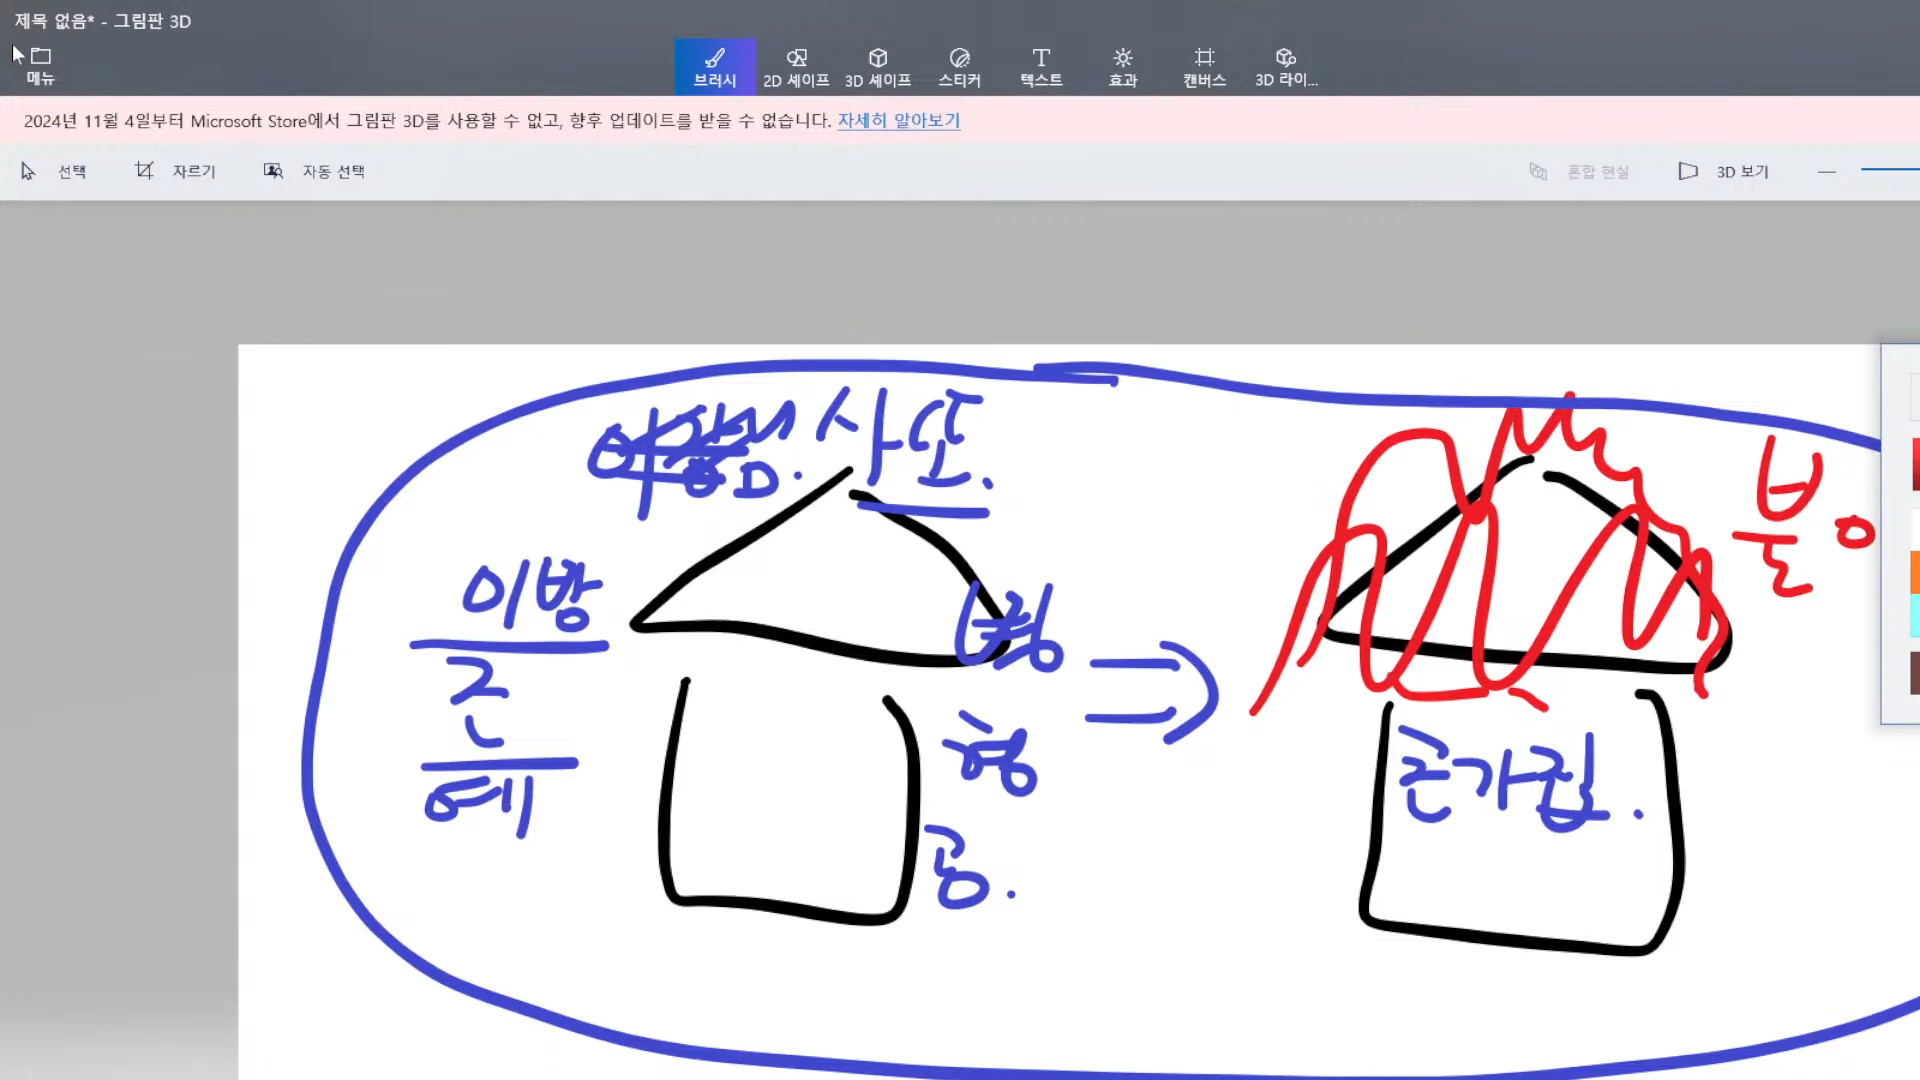 제목 없음* - 그림판 3D
메뉴
브러시
2D 셰이프
3D 셰이프
스티커
텍스트
효과
캔버스
3D 라이...
2024년 11월 4일부터 Microsoft Store에서 그림판 3D를 사용할 수 없고, 향후 업데이트를 받을 수 없습니다. 자세히 알아보기
선택
자르기
자동 선택
혼합 현실
3D 보기
사또.
이방
예
형
공.
불
초가집.